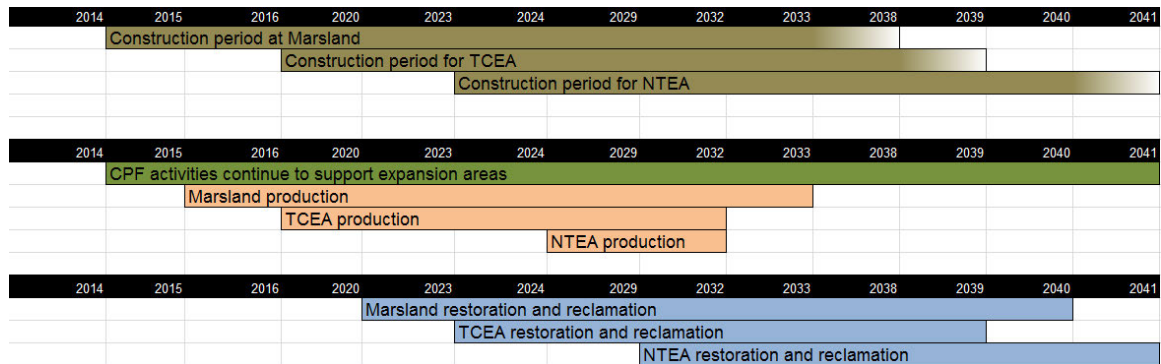 2014 2015 2016 2020 2023 2024 2029 2032 2033 2038 2039 2040 2041
Construction period at Marsland
Construction period for TCEA
Construction period for NTEA
2014 2015 2016 2020 2023 2024 2029 2032 2033 2038 2039 2040 2041
CPF activities continue to support expansion areas
Marsland production
TCEA production
NTEA production
2014 2015 2016 2020 2023 2024 2029 2032 2033 2038 2039 2040 2041
Marsland restoration and reclamation
TCEA restoration and reclamation
NTEA restoration and reclamation